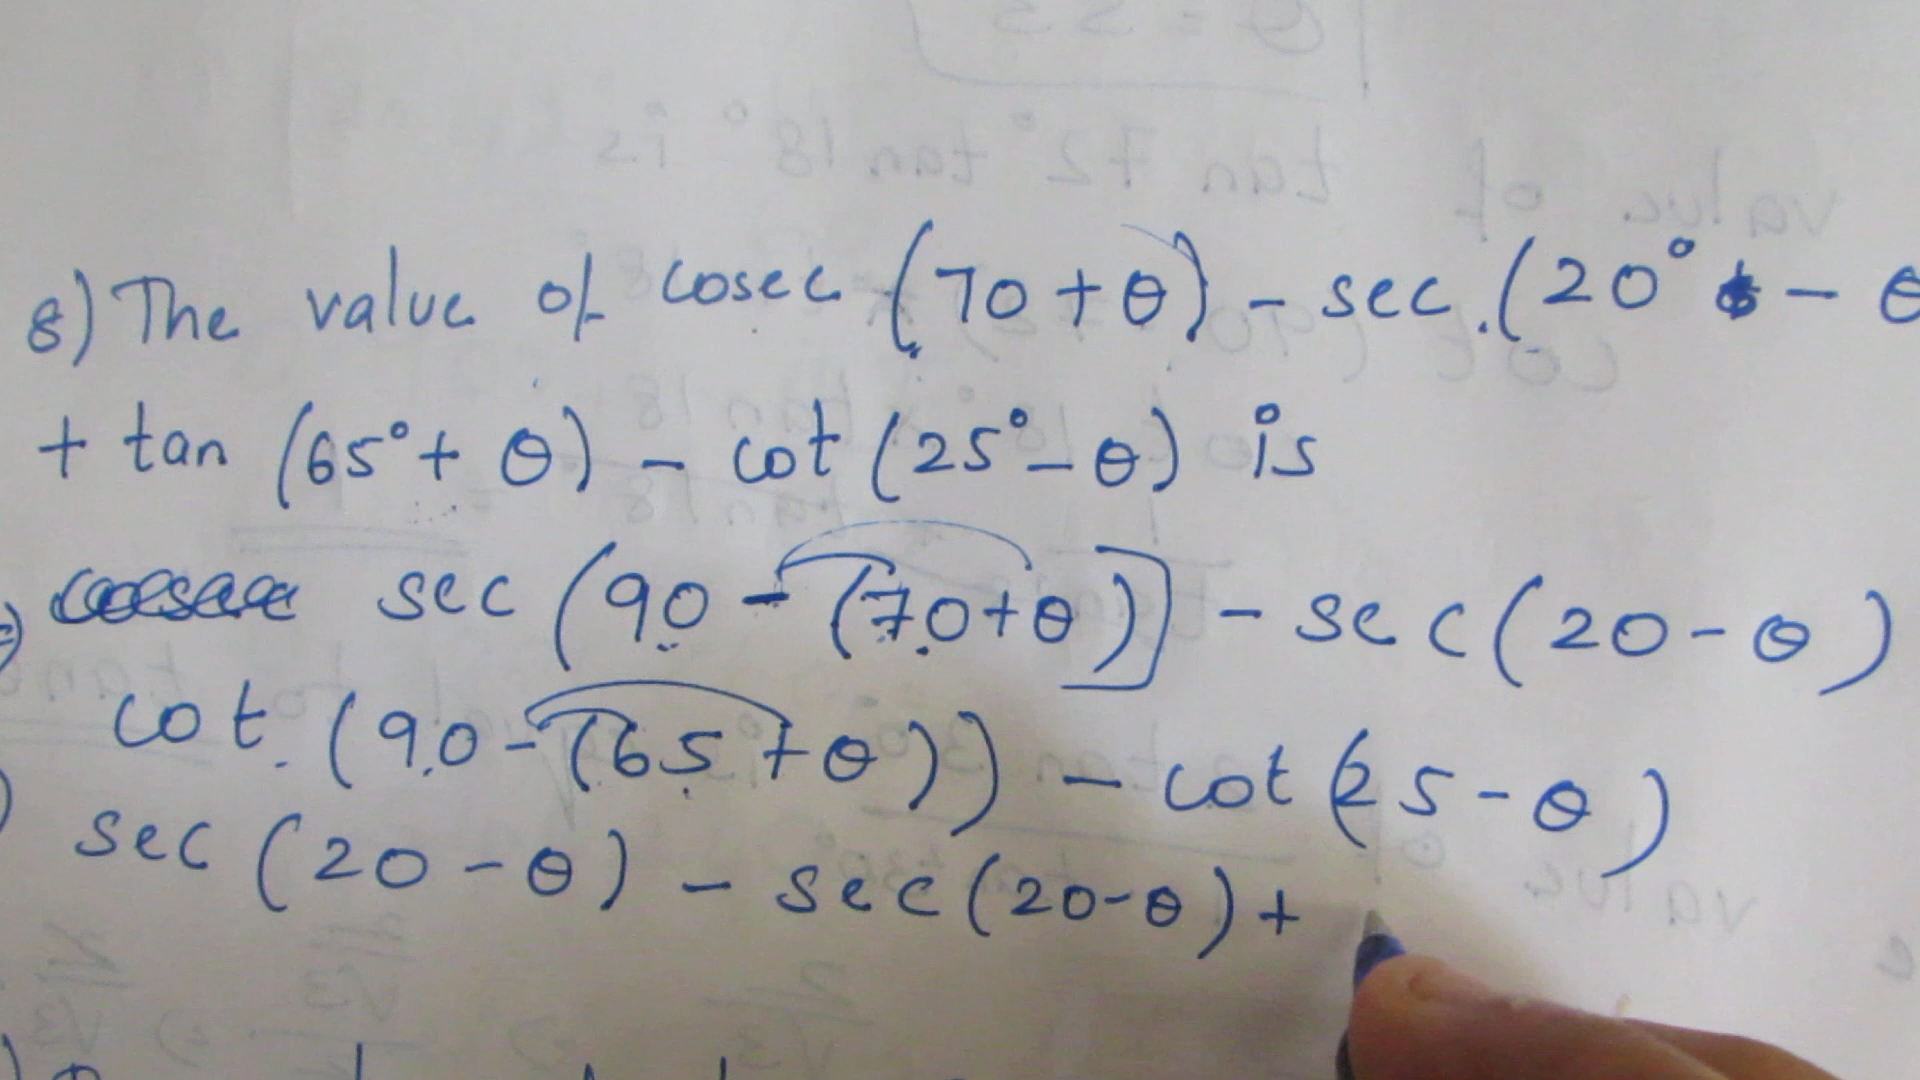 8) The value of cosec (70 + θ) - sec (20° - θ
+ tan (65° + θ) - cot (25° - θ) is
sec (90 - (70+θ)] - sec (20 - θ)
cot (90 - (65 + θ)) - cot (25 - θ)
sec (20 - θ) - sec (20-θ) +